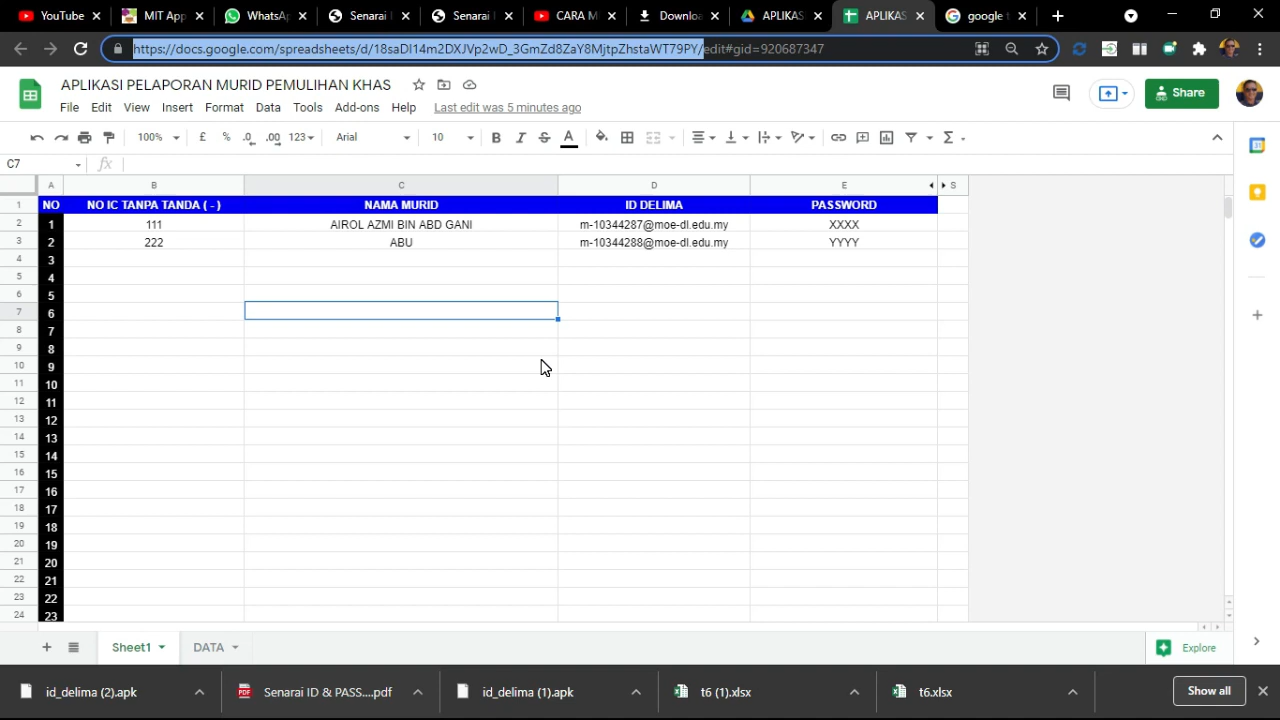 YouTube MIT App WhatsAp Senarai Senarai CARA M Downloa APLIKAS APLIKAS google
https://docs.google.com/spreadsheets/d/18saDl14m2DXJVp2wD_3GmZd8ZaY8MjtpZhstaWT79PY/edit#gid=920687347
APLIKASI PELAPORAN MURID PEMULIHAN KHAS
File Edit View Insert Format Data Tools Add-ons Help Last edit was 5 minutes ago
Share
100% £ % .0 .00 123 Arial 10 B I S A
C7 fx
A B C D E S
1 NO NO IC TANPA TANDA ( - ) NAMA MURID ID DELIMA PASSWORD
2 1 111 AIROL AZMI BIN ABD GANI m-10344287@moe-dl.edu.my XXXX
3 2 222 ABU m-10344288@moe-dl.edu.my YYYY
4 3
5 4
6 5
7 6
8 7
9 8
10 9
11 10
12 11
13 12
14 13
15 14
16 15
17 16
18 17
19 18
20 19
21 20
22 21
23 22
24 23
Sheet1 DATA Explore
id_delima (2).apk Senarai ID & PASS....pdf id_delima (1).apk t6 (1).xlsx t6.xlsx Show all